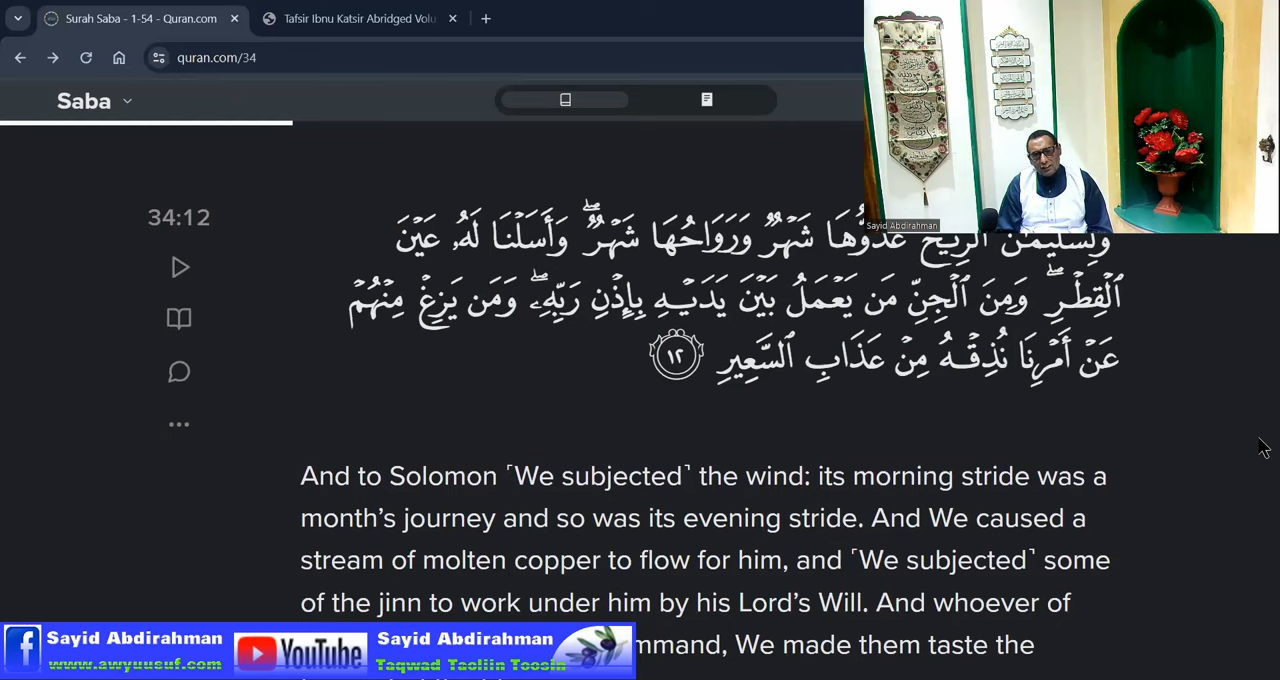 Surah Saba - 1-54 - Quran.com
Tafsir Ibnu Katsir Abridged Volu
quran.com/34
Saba
Sayid Abdirahman
34:12
وَلِسُلَيْمَـٰنَ ٱلرِّيحَ غُدُوُّهَا شَهْرٌ وَرَوَاحُهَا شَهْرٌ ۖ وَأَسَلْنَا لَهُۥ عَيْنَ
ٱلْقِطْرِ ۖ وَمِنَ ٱلْجِنِّ مَن يَعْمَلُ بَيْنَ يَدَيْهِ بِإِذْنِ رَبِّهِۦ ۖ وَمَن يَزِغْ مِنْهُمْ
عَنْ أَمْرِنَا نُذِقْهُ مِنْ عَذَابِ ٱلسَّعِيرِ ١٢
And to Solomon ˹We subjected˺ the wind: its morning stride was a
month’s journey and so was its evening stride. And We caused a
stream of molten copper to flow for him, and ˹We subjected˺ some
of the jinn to work under him by his Lord’s Will. And whoever of
mmand, We made them taste the
Sayid Abdirahman
www.awyuusuf.com
YouTube
Sayid Abdirahman
Taqwad Taoliin Toosin